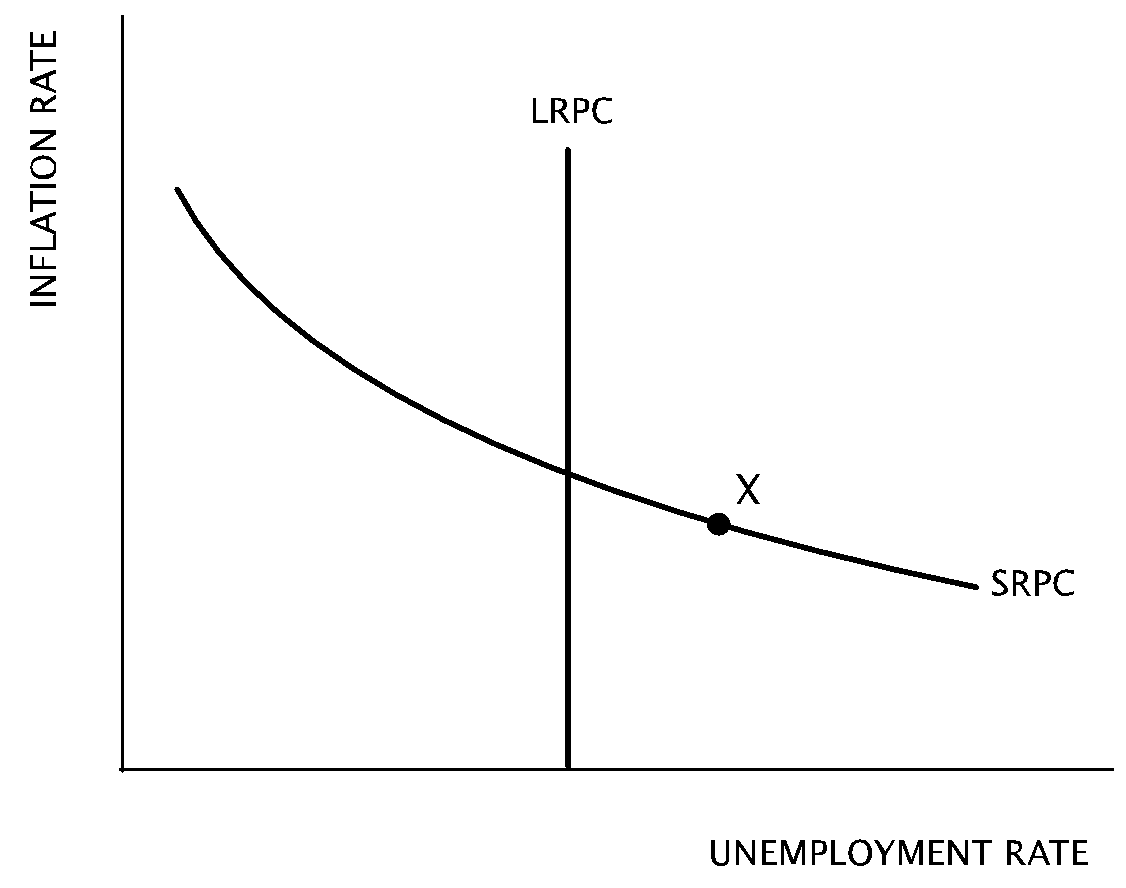 INFLATION RATE
LRPC
X
SRPC
UNEMPLOYMENT RATE